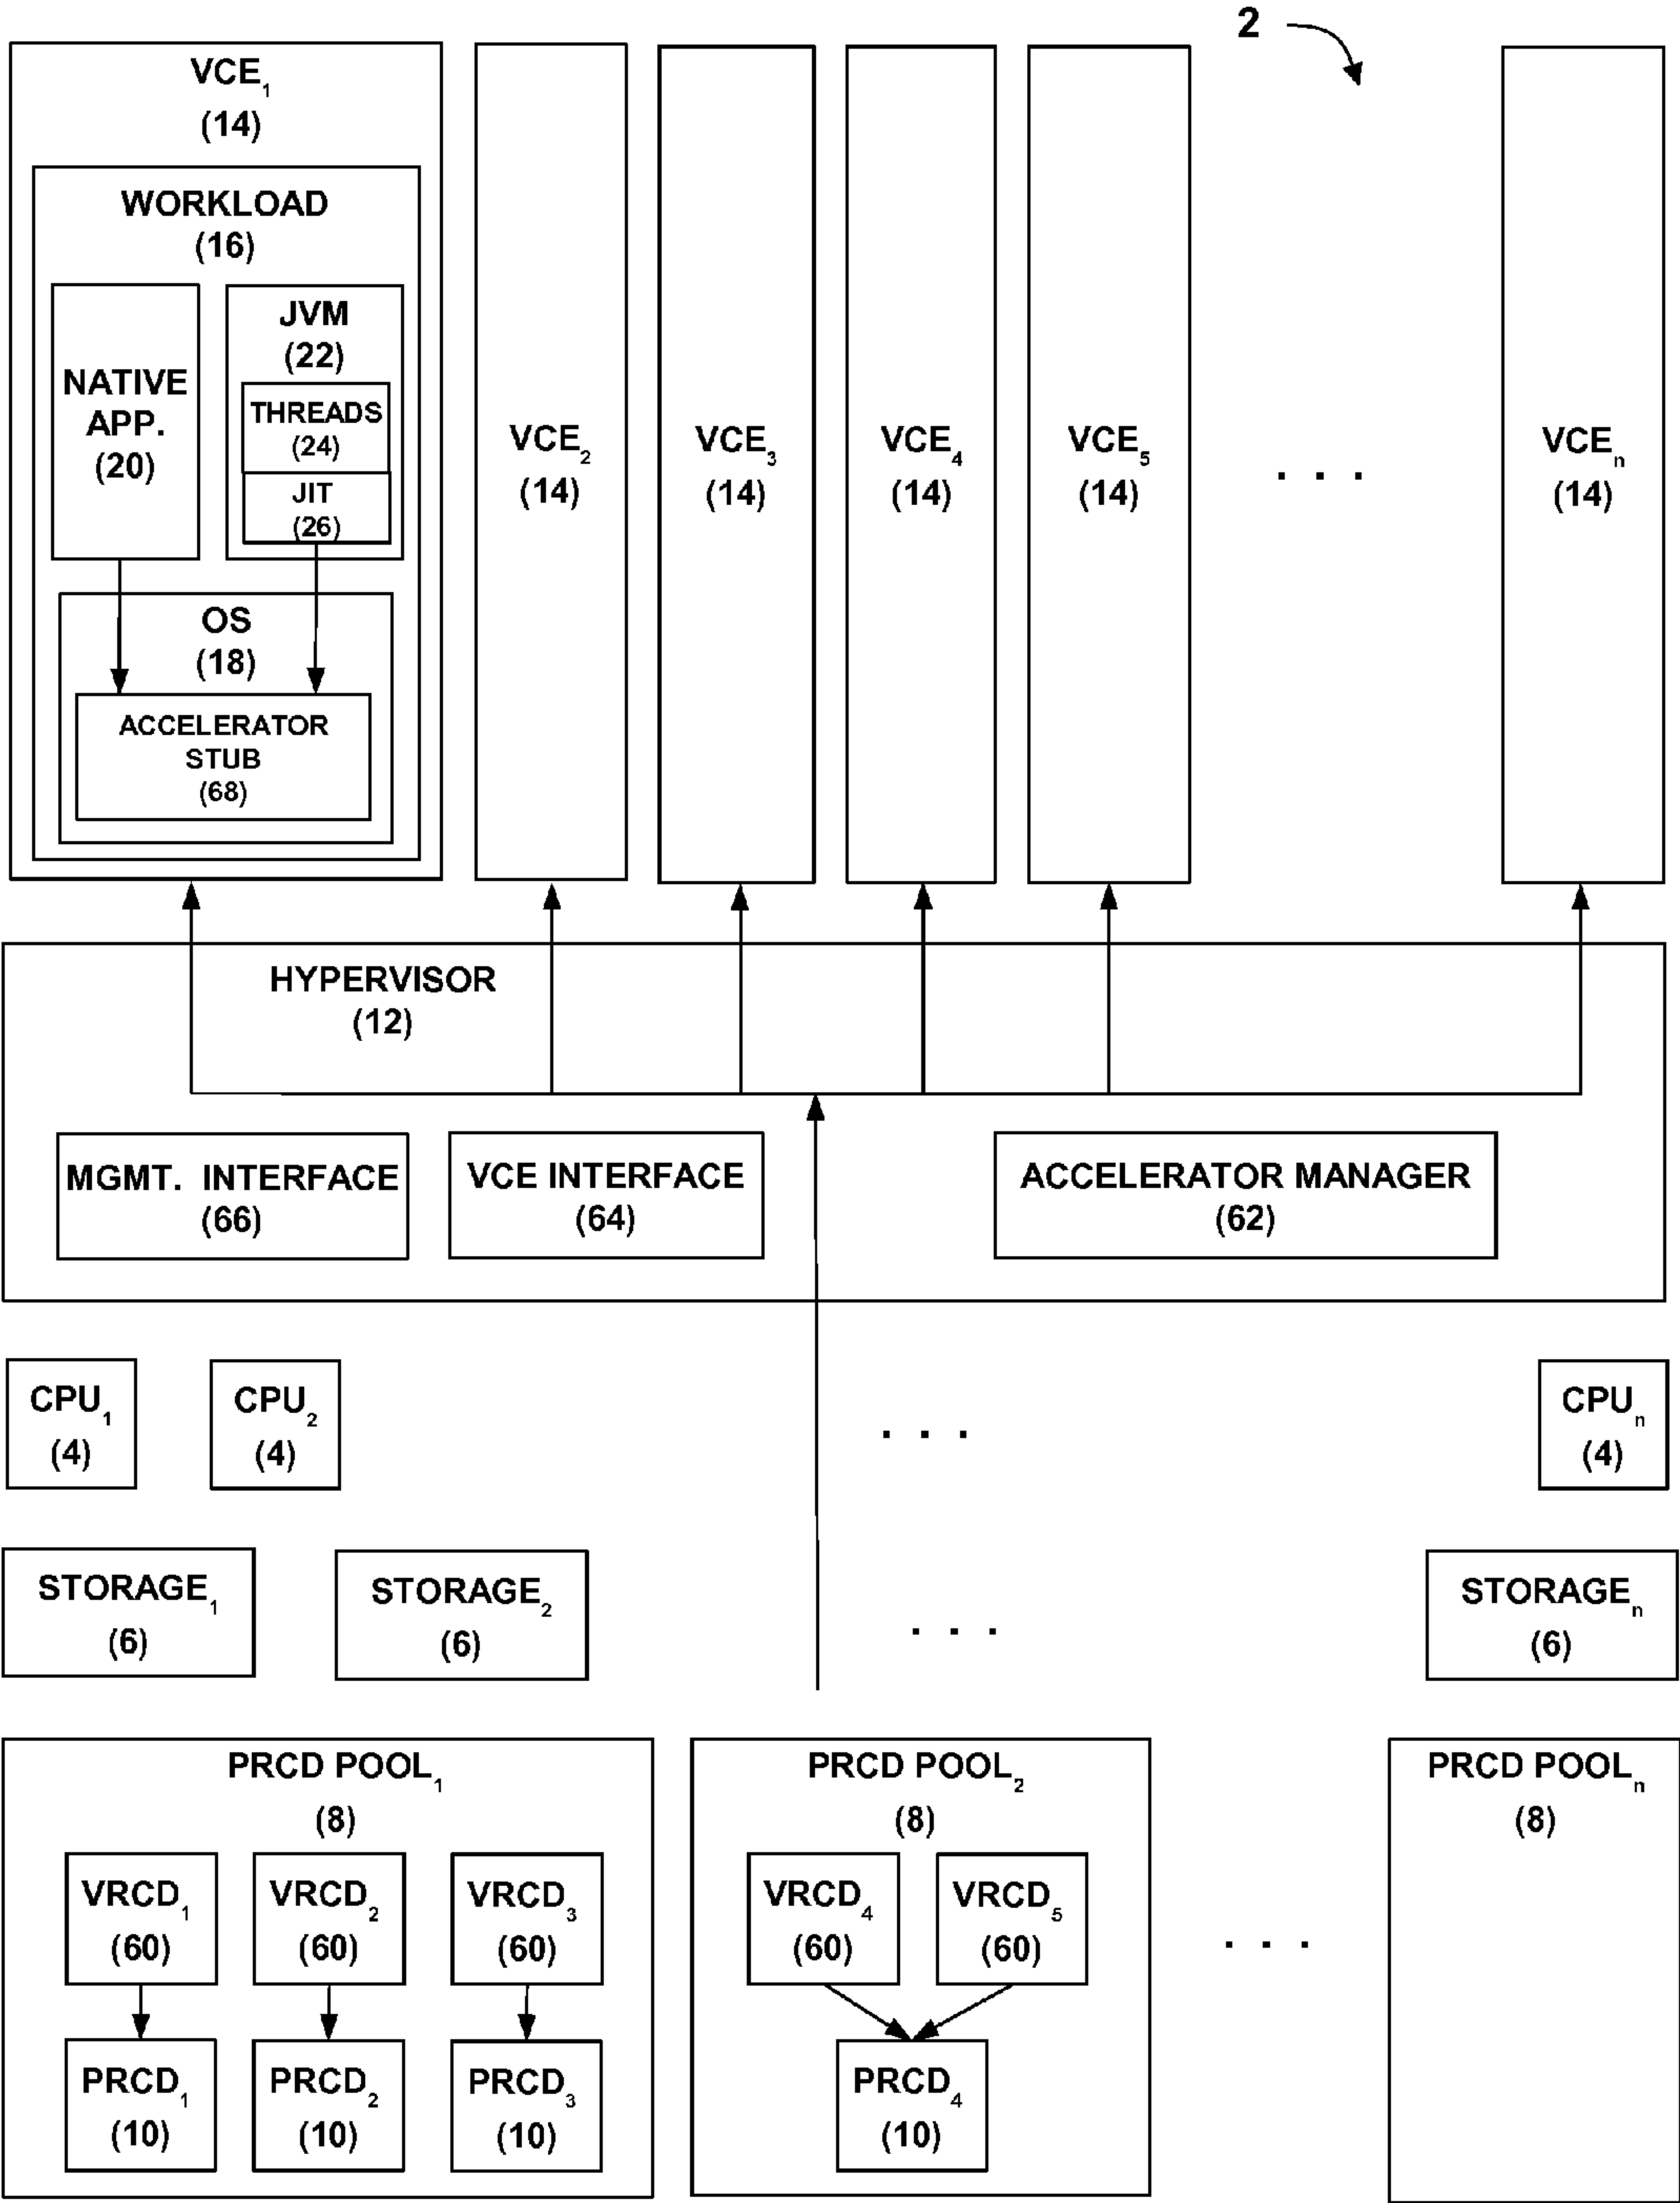 2
VCE1
(14)
WORKLOAD
(16)
NATIVE
APP.
(20)
JVM
(22)
THREADS
(24)
JIT
(26)
OS
(18)
ACCELERATOR
STUB
(68)
VCE2
(14)
VCE3
(14)
VCE4
(14)
VCE5
(14)
. . .
VCEn
(14)
HYPERVISOR
(12)
MGMT. INTERFACE
(66)
VCE INTERFACE
(64)
ACCELERATOR MANAGER
(62)
CPU1
(4)
CPU2
(4)
. . .
CPUn
(4)
STORAGE1
(6)
STORAGE2
(6)
. . .
STORAGEn
(6)
PRCD POOL1
(8)
VRCD1
(60)
VRCD2
(60)
VRCD3
(60)
PRCD1
(10)
PRCD2
(10)
PRCD3
(10)
PRCD POOL2
(8)
VRCD4
(60)
VRCD5
(60)
PRCD4
(10)
. . .
PRCD POOLn
(8)